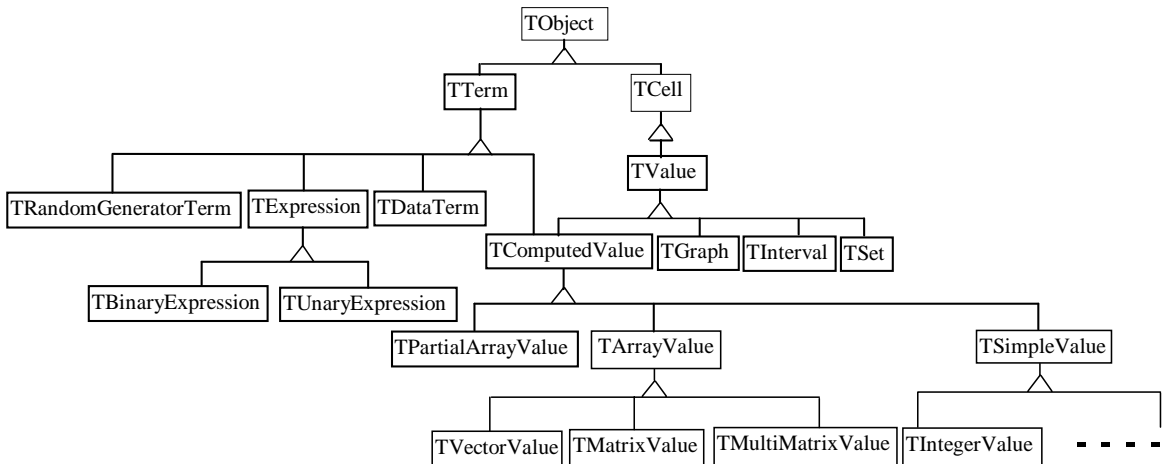 TObject
TTerm
TCell
TValue
TRandomGeneratorTerm
TExpression
TDataTerm
TComputedValue
TGraph
TInterval
TSet
TBinaryExpression
TUnaryExpression
TPartialArrayValue
TArrayValue
TSimpleValue
TVectorValue
TMatrixValue
TMultiMatrixValue
TIntegerValue